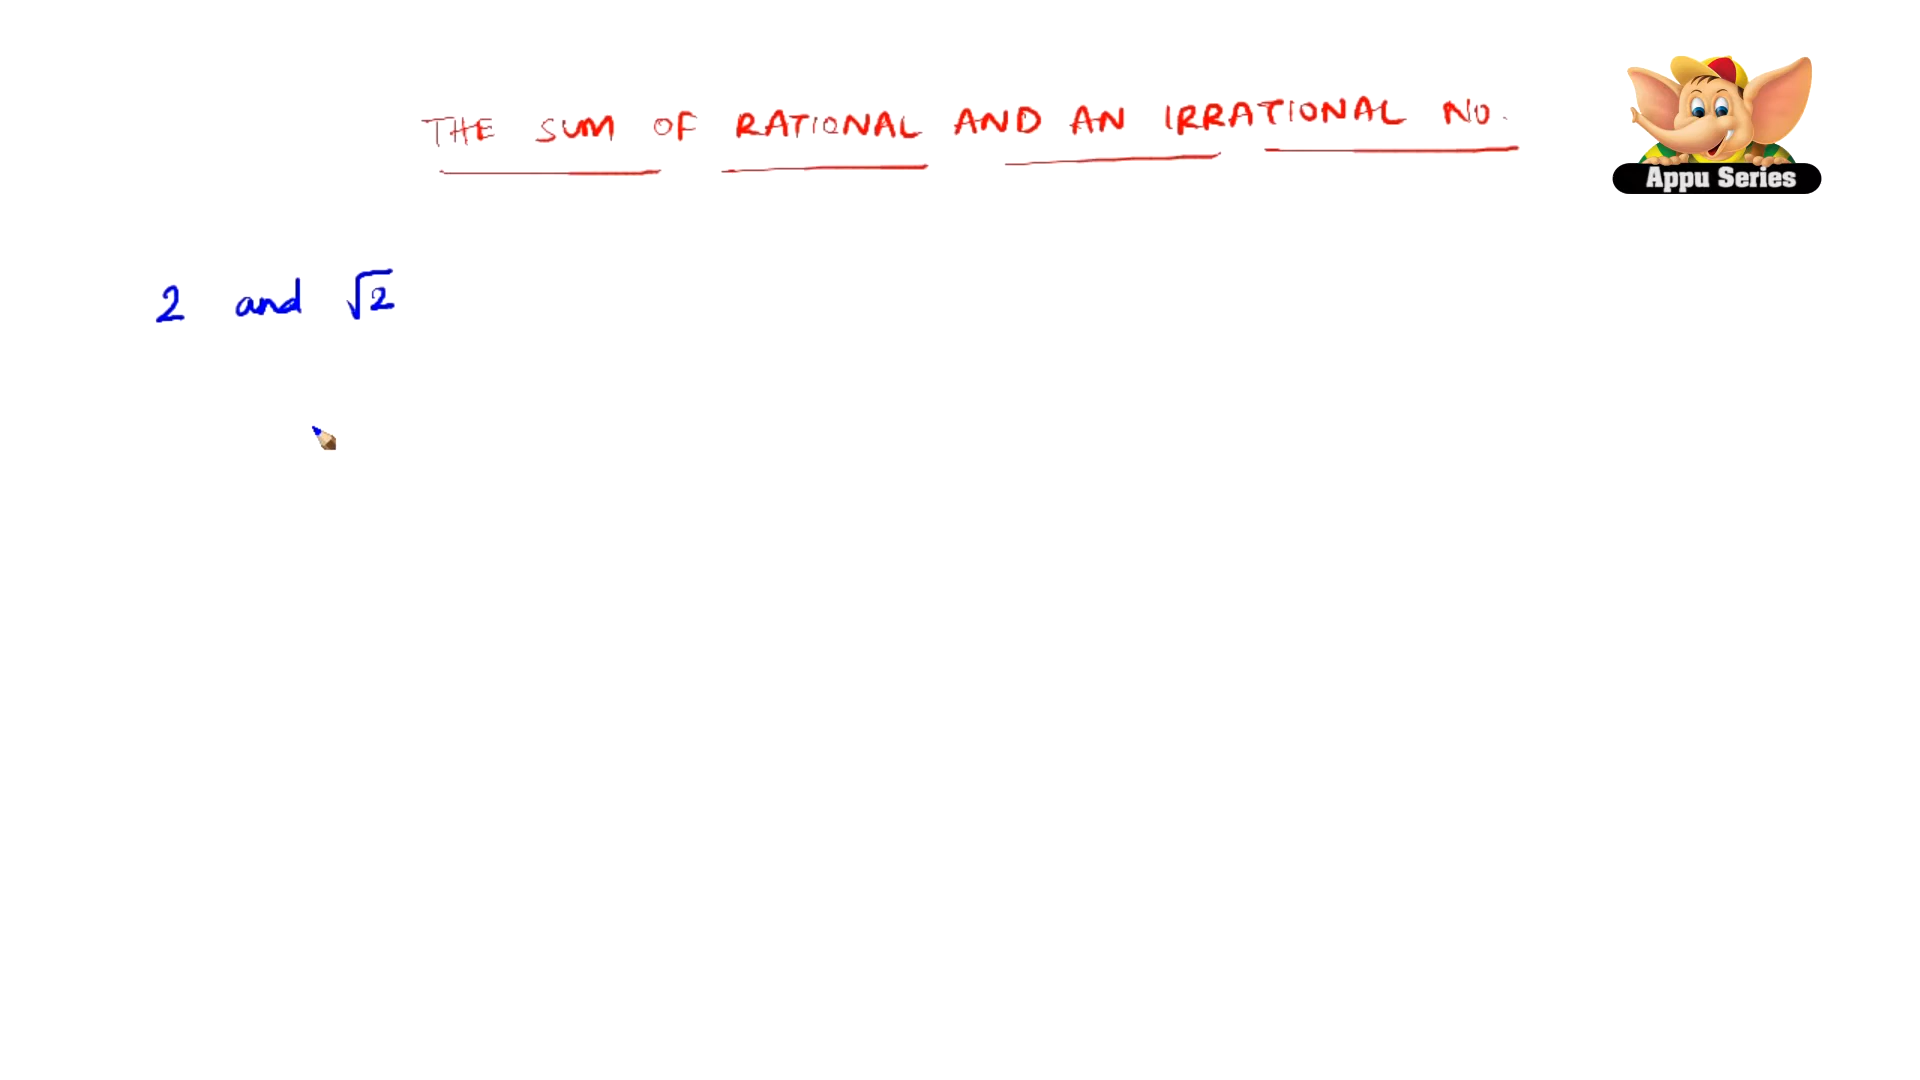 THE SUM OF RATIONAL AND AN IRRATIONAL NO.
Appu Series
2 and √2